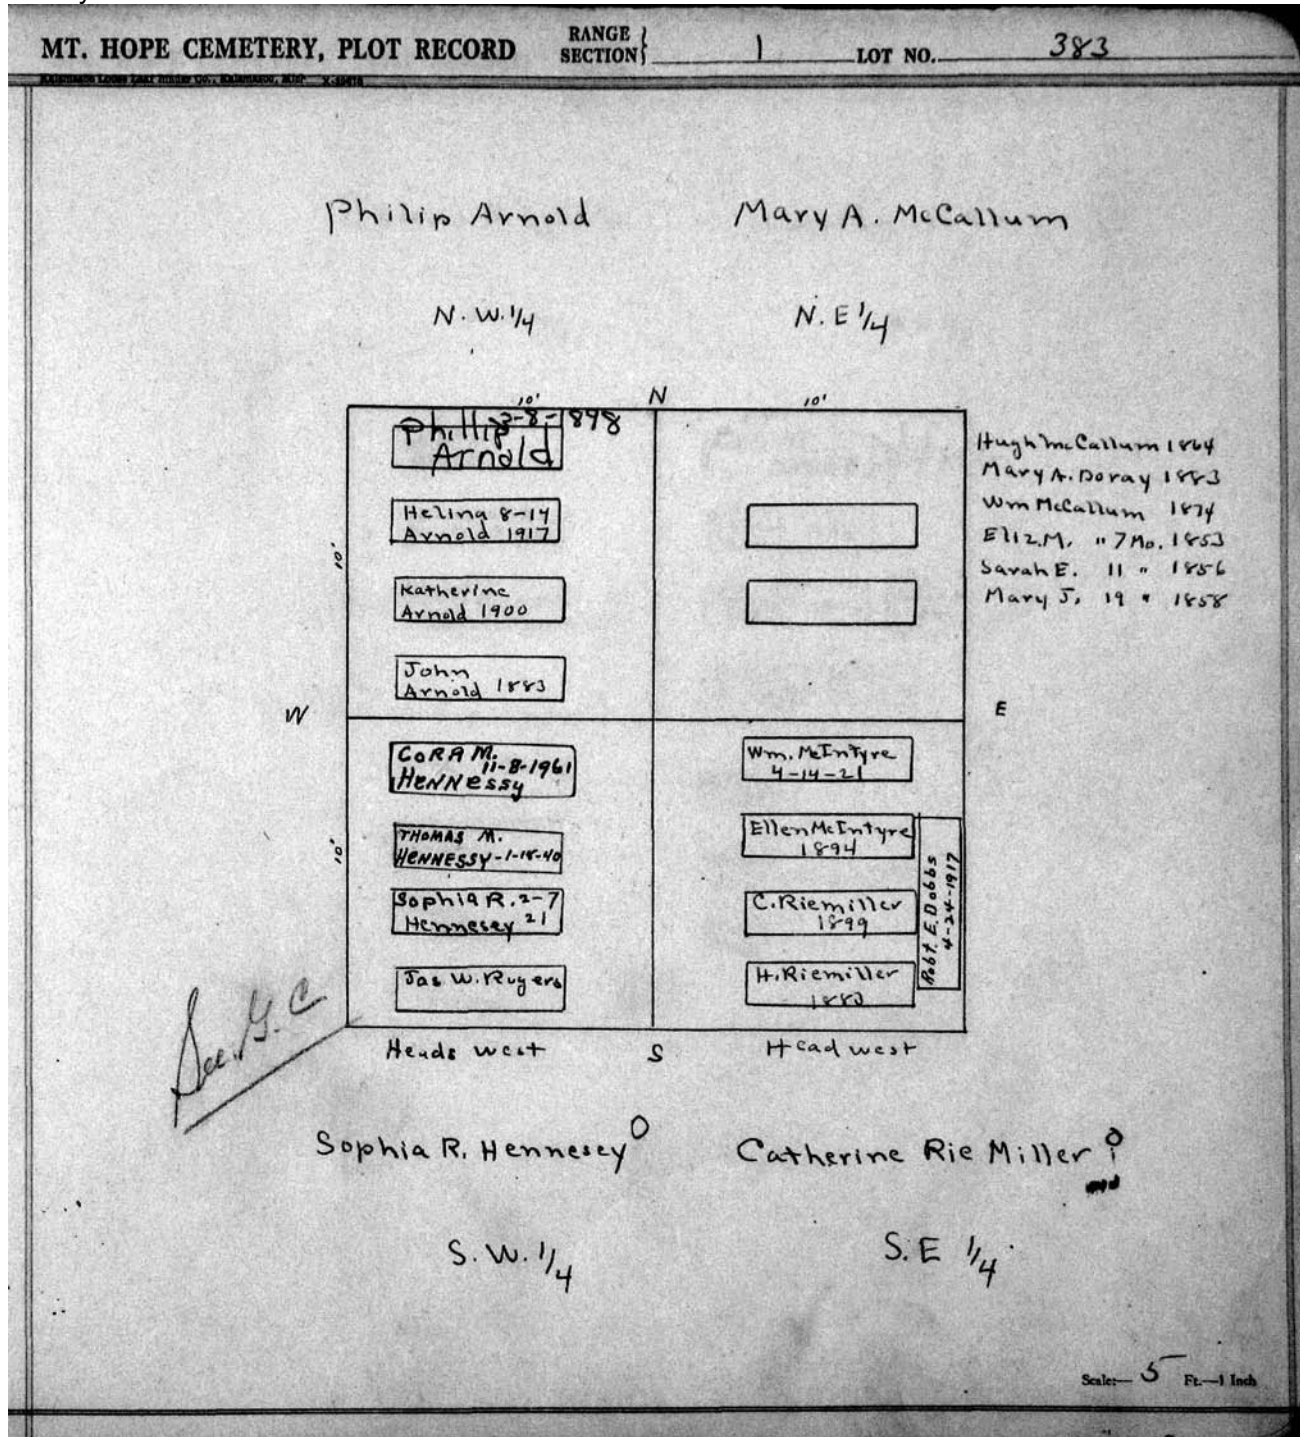 MT. HOPE CEMETERY, PLOT RECORD RANGE SECTION} 1 LOT NO. 383
Philip Arnold Mary A. McCallum
N. W. 1/4 N. E 1/4
10' N 10'
Phillip 3-8-1898
Arnold
Hugh McCallum 1864
Mary A. Doray 1883
Wm McCallum 1874
Eliz. M. " 7 Mo. 1853
Sarah E. 11 " 1856
Mary J. 19 " 1858
Helina 8-14
Arnold 1917
10'
Katherine
Arnold 1900
John
Arnold 1883
W E
CORA M. 11-8-1961
HENNESSY
Wm. McIntyre
4-14-21
THOMAS M.
HENNESSY-1-18-40
Ellen McIntyre
1894
10'
Sophia R. 2-7
Hennesey 21
C. Riemiller
1899
Robt. E. Dobbs
4-24-1917
Jas. W. Rugers
H. Riemiller
1883
See. G. C
Heads west S Head west
Sophia R. Hennesey O Catherine Rie Miller
S. W. 1/4 S. E 1/4
Scale:— 5 Ft.—1 Inch